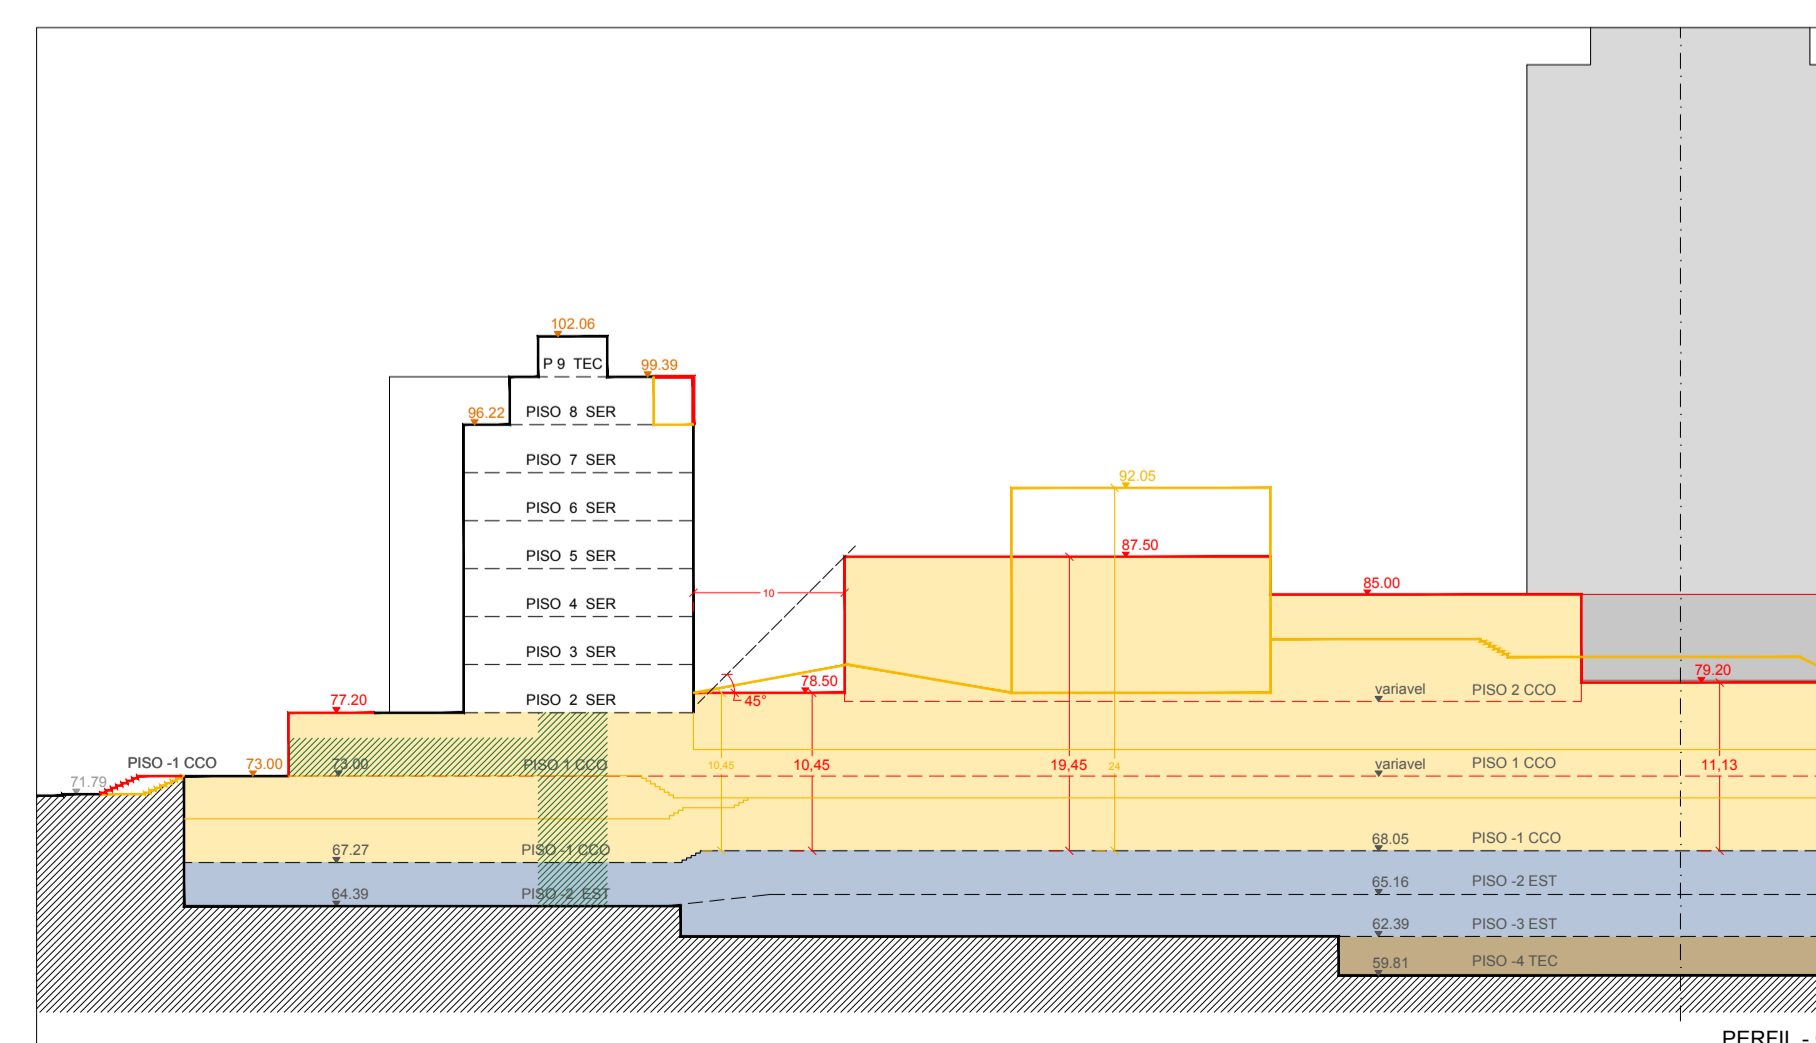 102.06
P 9 TEC
99.39
96.22
PISO 8 SER
PISO 7 SER
92.05
PISO 6 SER
87.50
PISO 5 SER
85.00
10
PISO 4 SER
PISO 3 SER
79.20
78.50
45°
variavel
PISO 2 CCO
77.20
PISO 2 SER
PISO -1 CCO
73.00
73.00
PISO 1 CCO
10,45
10,45
19,45
24
variavel
PISO 1 CCO
11,13
71.79
67.27
PISO -1 CCO
68.05
PISO -1 CCO
64.39
PISO -2 EST
65.16
PISO -2 EST
62.39
PISO -3 EST
59.81
PISO -4 TEC
PERFIL -